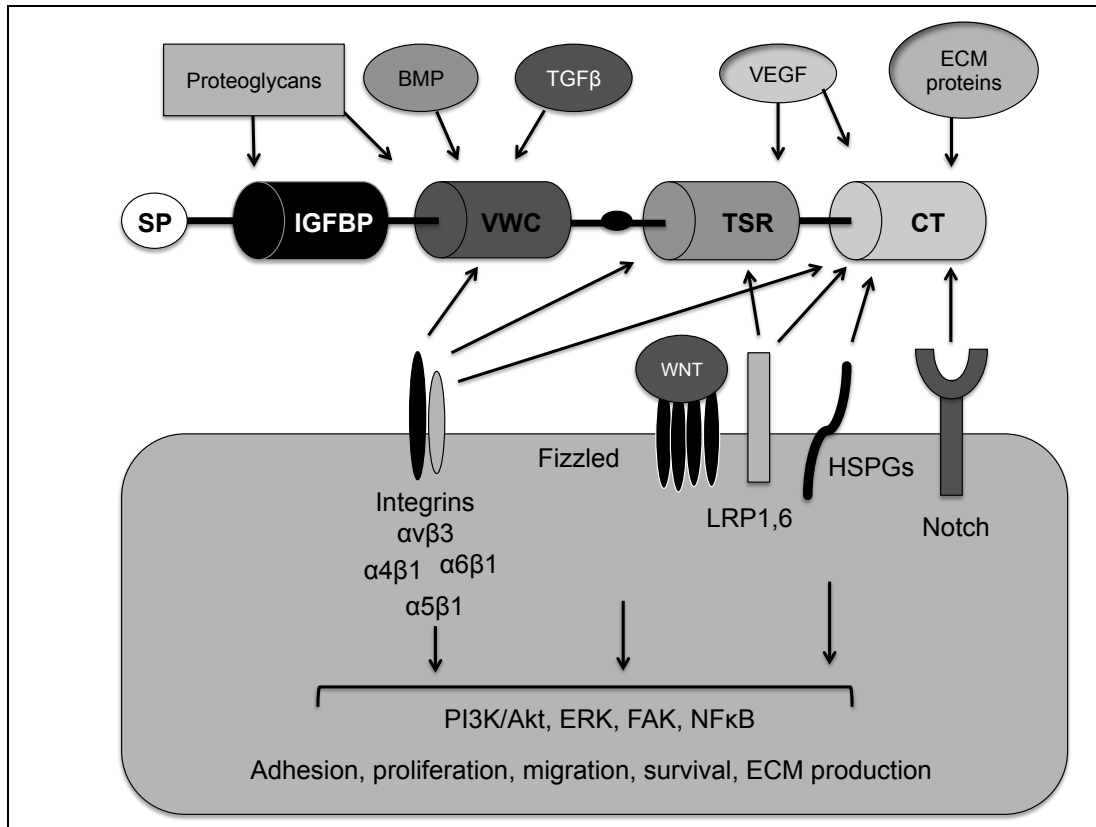 Proteoglycans
BMP
TGFβ
VEGF
ECM
proteins
SP
IGFBP
VWC
TSR
CT
WNT
Fizzled
HSPGs
Integrins
αvβ3
α4β1
α6β1
α5β1
LRP1,6
Notch
PI3K/Akt, ERK, FAK, NFκB
Adhesion, proliferation, migration, survival, ECM production